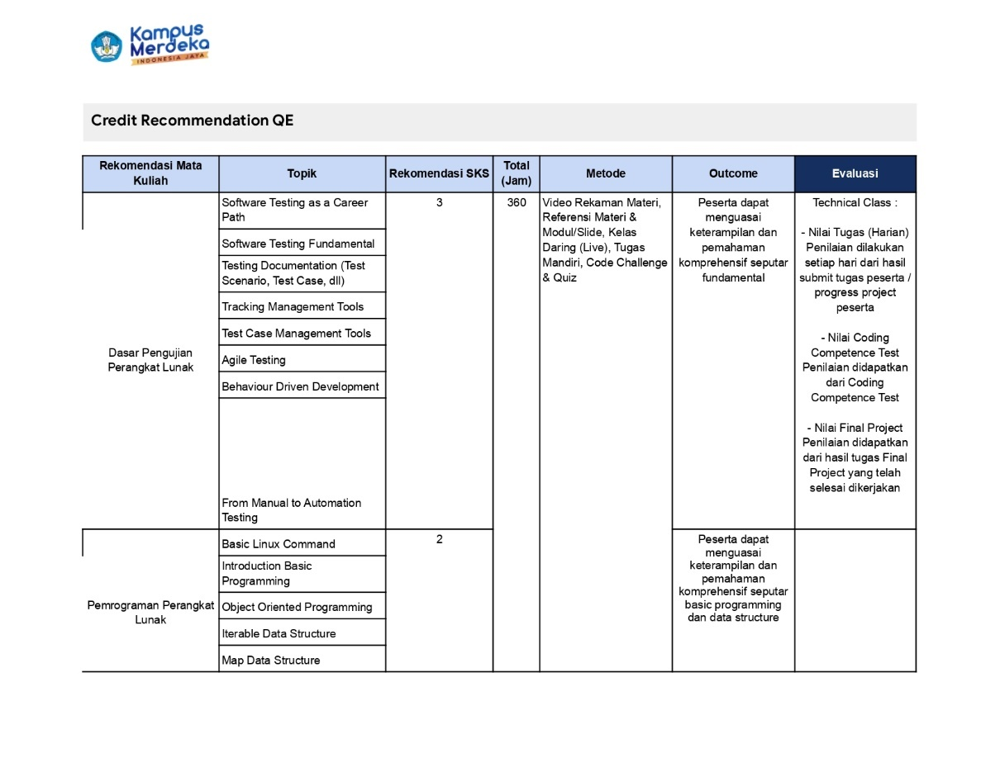 Kampus
Merdeka
INDONESIA JAYA
Credit Recommendation QE
Rekomendasi Mata
Kuliah
Topik
Rekomendasi SKS
Total
(Jam)
Metode
Outcome
Evaluasi
Dasar Pengujian
Perangkat Lunak
Software Testing as a Career
Path
Software Testing Fundamental
Testing Documentation (Test
Scenario, Test Case, dll)
Tracking Management Tools
Test Case Management Tools
Agile Testing
Behaviour Driven Development
From Manual to Automation
Testing
3
360
Video Rekaman Materi,
Referensi Materi &
Modul/Slide, Kelas
Daring (Live), Tugas
Mandiri, Code Challenge
& Quiz
Peserta dapat
menguasai
keterampilan dan
pemahaman
komprehensif seputar
fundamental
Technical Class :
- Nilai Tugas (Harian)
Penilaian dilakukan
setiap hari dari hasil
submit tugas peserta /
progress project
peserta
- Nilai Coding
Competence Test
Penilaian didapatkan
dari Coding
Competence Test
- Nilai Final Project
Penilaian didapatkan
dari hasil tugas Final
Project yang telah
selesai dikerjakan
Pemrograman Perangkat
Lunak
Basic Linux Command
Introduction Basic
Programming
Object Oriented Programming
Iterable Data Structure
Map Data Structure
2
Peserta dapat
menguasai
keterampilan dan
pemahaman
komprehensif seputar
basic programming
dan data structure